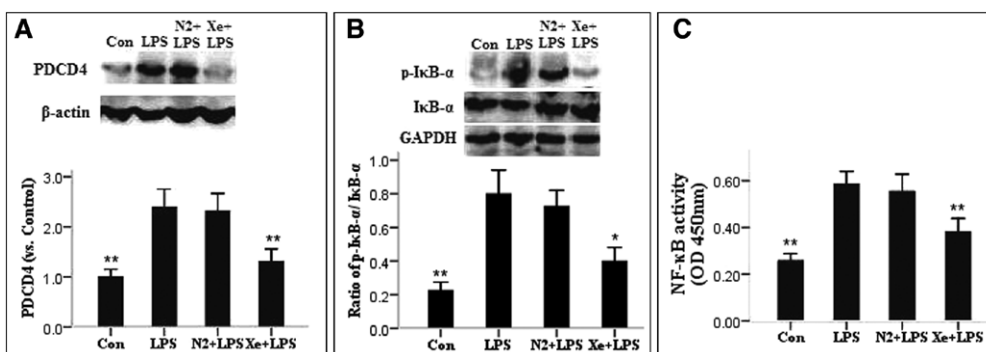 A
N2+ Xe+
Con LPS LPS LPS
PDCD4
β-actin
PDCD4 (vs. Control)
3.0
2.0
1.0
0.0
**
**
Con LPS N2+LPS Xe+LPS
B
N2+ Xe+
Con LPS LPS LPS
p-IκB-α
IκB-α
GAPDH
Ratio of p-IκB-α/ IκB-α
1.0
0.8
0.6
0.4
0.2
0.0
**
*
Con LPS N2+LPS Xe+LPS
C
NF-κB activity
(OD 450nm)
0.60
0.40
0.20
0.00
**
**
Con LPS N2+LPS Xe+LPS